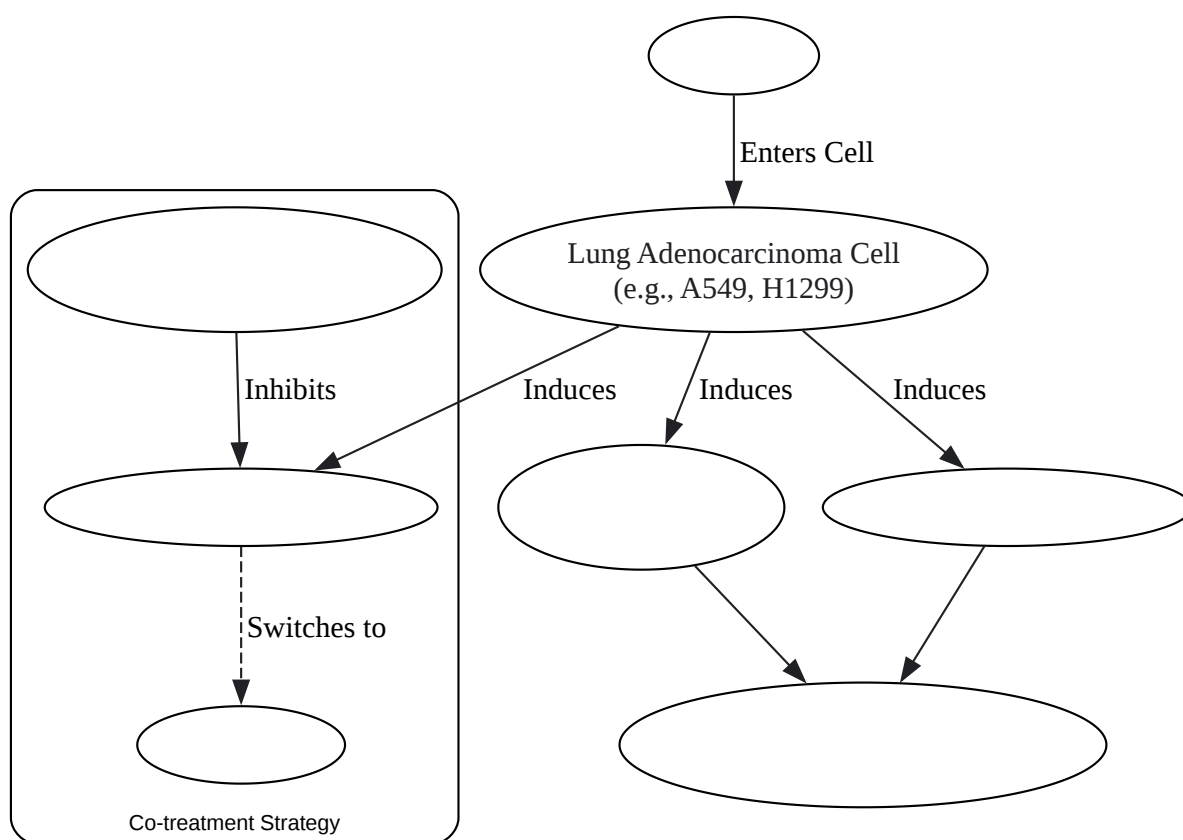 Enters Cell
Lung Adenocarcinoma Cell
(e.g., A549, H1299)
Inhibits
Induces
Induces
Induces
Switches to
Co-treatment Strategy